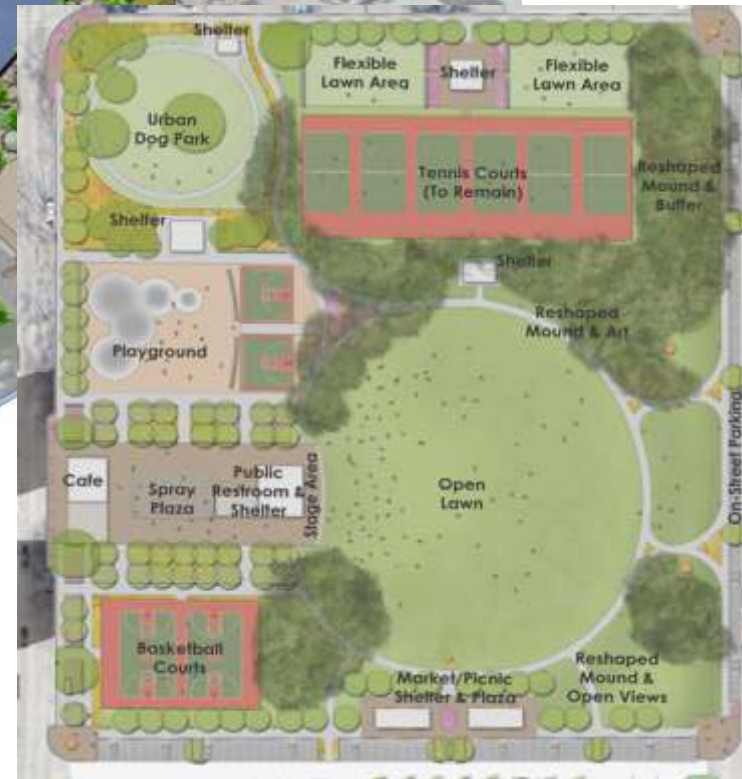 Shelter
Flexible
Lawn Area
Shelter
Flexible
Lawn Area
Urban
Dog Park
Tennis Courts
(To Remain)
Reshaped
Mound &
Buffer
Shelter
Shelter
Reshaped
Mound & Art
Playground
Cafe
Spray
Plaza
Public
Restroom &
Shelter
Stage Area
Open
Lawn
On-Street Parking
Basketball
Courts
Market/Picnic
Shelter & Plaza
Reshaped
Mound &
Open Views